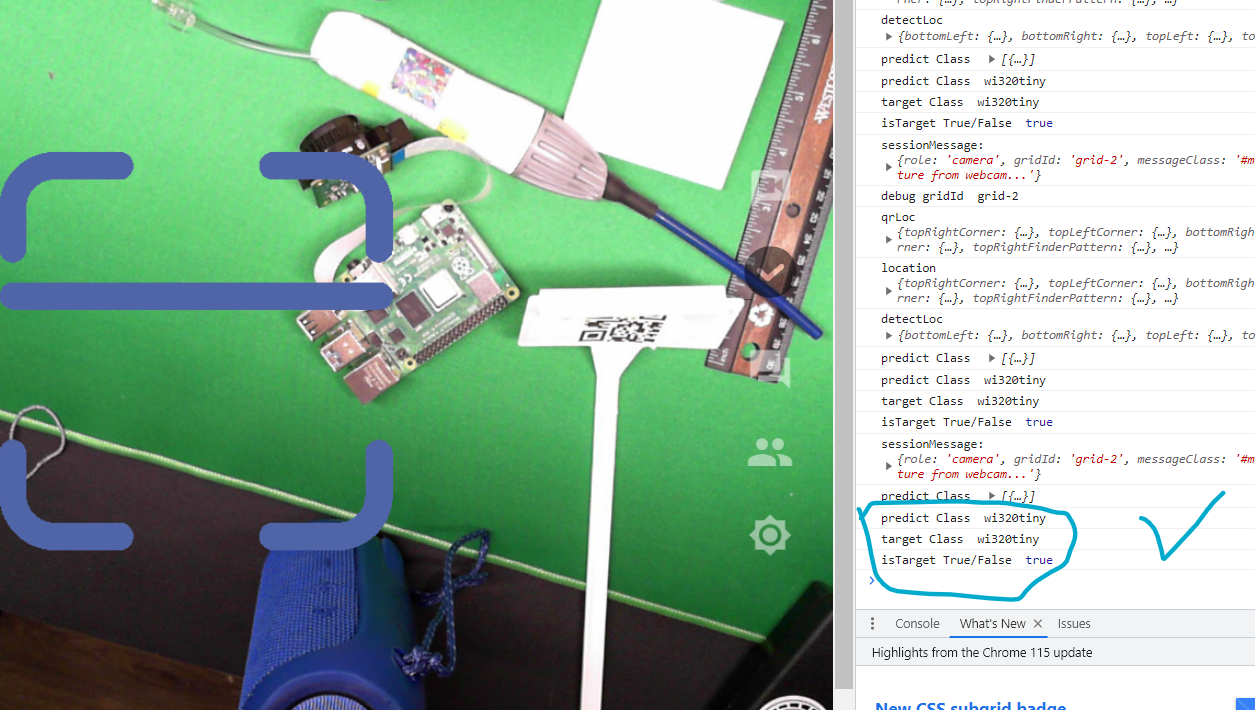 rner: {…}, topRightFinderPattern: {…}, …}
detectLoc
{bottomLeft: {…}, bottomRight: {…}, topLeft: {…}, to
predict Class [{…}]
predict Class wi320tiny
target Class wi320tiny
isTarget True/False true
sessionMessage:
{role: 'camera', gridId: 'grid-2', messageClass: '#m
ture from webcam...'}
debug gridId grid-2
qrLoc
{topRightCorner: {…}, topLeftCorner: {…}, bottomRigh
rner: {…}, topRightFinderPattern: {…}, …}
location
{topRightCorner: {…}, topLeftCorner: {…}, bottomRigh
rner: {…}, topRightFinderPattern: {…}, …}
detectLoc
{bottomLeft: {…}, bottomRight: {…}, topLeft: {…}, to
predict Class [{…}]
predict Class wi320tiny
target Class wi320tiny
isTarget True/False true
sessionMessage:
{role: 'camera', gridId: 'grid-2', messageClass: '#m
ture from webcam...'}
predict Class [{…}]
predict Class wi320tiny
target Class wi320tiny
isTarget True/False true
Console What's New Issues
Highlights from the Chrome 115 update
New CSS subgrid badge